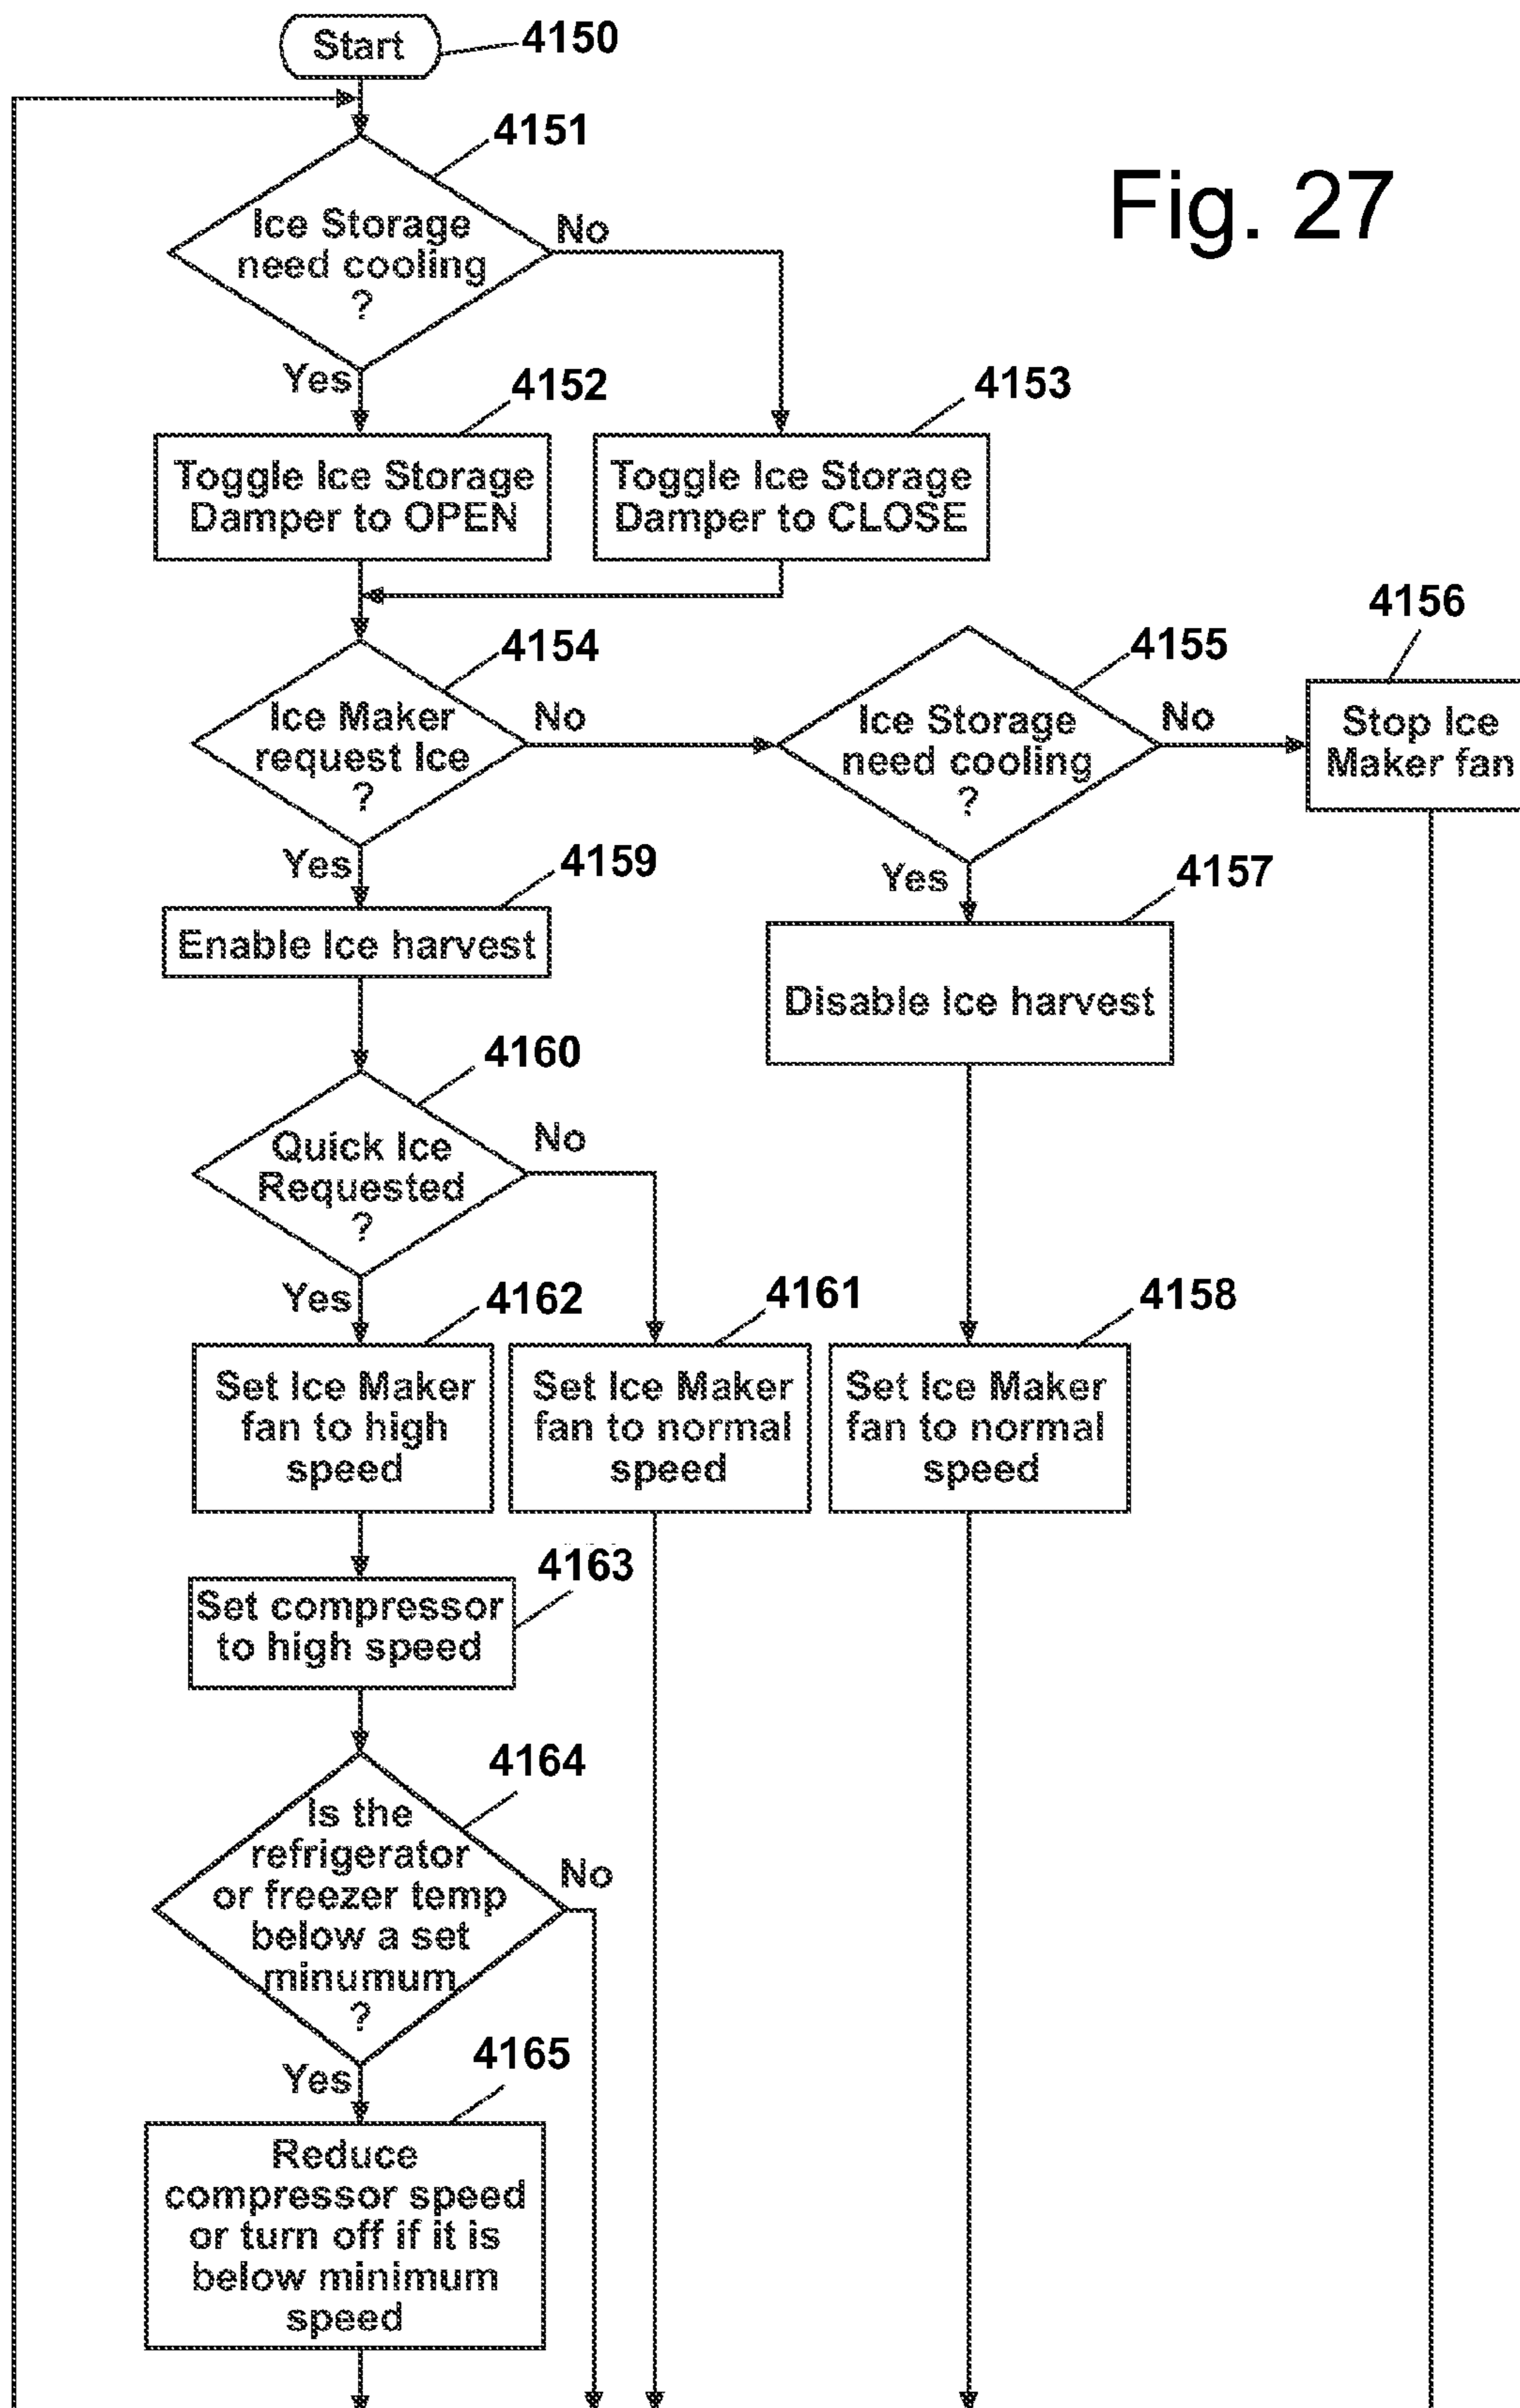 Start
4150
4151
Fig. 27
Ice Storage
need cooling
?
No
Yes
4152
4153
Toggle Ice Storage
Damper to OPEN
Toggle Ice Storage
Damper to CLOSE
4154
4155
4156
Ice Maker
request Ice
?
No
Ice Storage
need cooling
?
No
Stop Ice
Maker fan
Yes
4159
Yes
4157
Enable Ice harvest
Disable Ice harvest
4160
Quick Ice
Requested
?
No
Yes
4162
4161
4158
Set Ice Maker
fan to high
speed
Set Ice Maker
fan to normal
speed
Set Ice Maker
fan to normal
speed
4163
Set compressor
to high speed
4164
Is the
refrigerator
or freezer temp
below a set
minumum
?
No
Yes
4165
Reduce
compressor speed
or turn off if it is
below minimum
speed